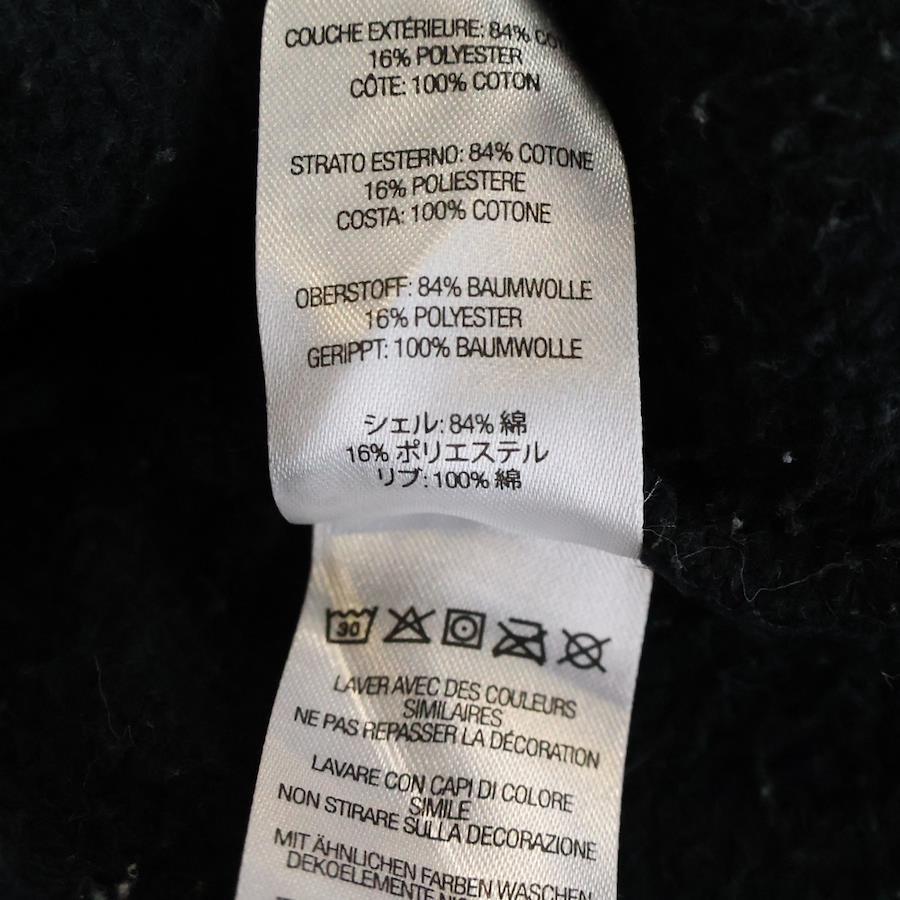 COUCHE EXTÉRIEURE: 84% COTON
16% POLYESTER
CÔTE: 100% COTON
STRATO ESTERNO: 84% COTONE
16% POLIESTERE
COSTA: 100% COTONE
OBERSTOFF: 84% BAUMWOLLE
16% POLYESTER
GERIPPT: 100% BAUMWOLLE
シェル: 84% 綿
16% ポリエステル
リブ: 100% 綿
30
LAVER AVEC DES COULEURS
SIMILAIRES
NE PAS REPASSER LA DÉCORATION
LAVARE CON CAPI DI COLORE
SIMILE
NON STIRARE SULLA DECORAZIONE
MIT ÄHNLICHEN FARBEN WASCHEN
DEKOELEMENTE